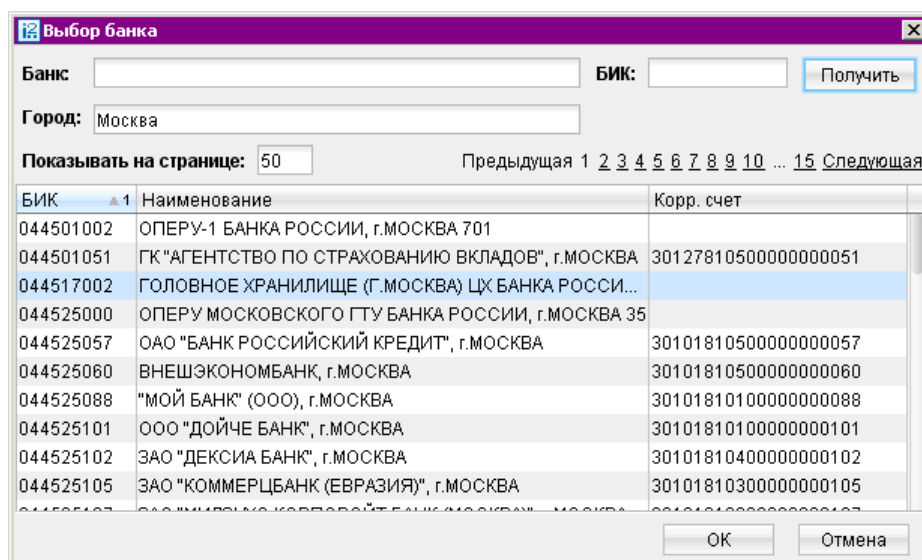 Выбор банка
Банк: БИК: Получить
Город: Москва
Показывать на странице: 50 Предыдущая 1 2 3 4 5 6 7 8 9 10 ... 15 Следующая
БИК 1 Наименование Корр. счет
044501002 ОПЕРУ-1 БАНКА РОССИИ, г.МОСКВА 701
044501051 ГК "АГЕНТСТВО ПО СТРАХОВАНИЮ ВКЛАДОВ", г.МОСКВА 30127810500000000051
044517002 ГОЛОВНОЕ ХРАНИЛИЩЕ (Г.МОСКВА) ЦХ БАНКА РОССИ...
044525000 ОПЕРУ МОСКОВСКОГО ГТУ БАНКА РОССИИ, г.МОСКВА 35
044525057 ОАО "БАНК РОССИЙСКИЙ КРЕДИТ", г.МОСКВА 30101810500000000057
044525060 ВНЕШЭКОНОМБАНК, г.МОСКВА 30101810500000000060
044525088 "МОЙ БАНК" (ООО), г.МОСКВА 30101810100000000088
044525101 ООО "ДОЙЧЕ БАНК", г.МОСКВА 30101810100000000101
044525102 ЗАО "ДЕКСИА БАНК", г.МОСКВА 30101810400000000102
044525105 ЗАО "КОММЕРЦБАНК (ЕВРАЗИЯ)", г.МОСКВА 30101810300000000105
OK Отмена